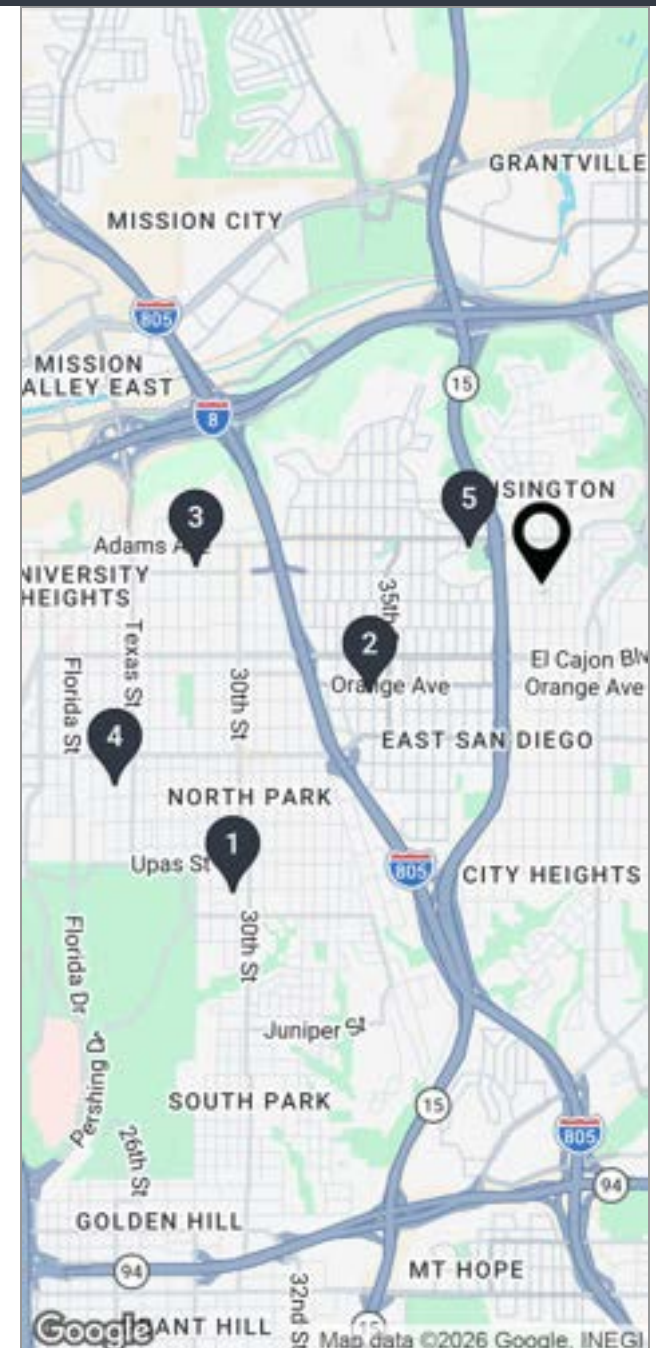 GRANTVILLE
MISSION CITY
805
MISSION
ALLEY EAST
15
8
5
ISINGTON
3
Adams A
NIVERSITY
HEIGHTS
35th
2
El Cajon Blv
Orange Ave
Orange Ave
Texas St
Florida St
30th St
4
EAST SAN DIEGO
NORTH PARK
1
Upas St
805
CITY HEIGHTS
30th St
Florida Dr
Juniper St
Pershing Dr
SOUTH PARK
15
805
26th St
94
GOLDEN HILL
94
MT HOPE
32nd St
15
Google
ANT HILL
Map data ©2026 Google, INEGI